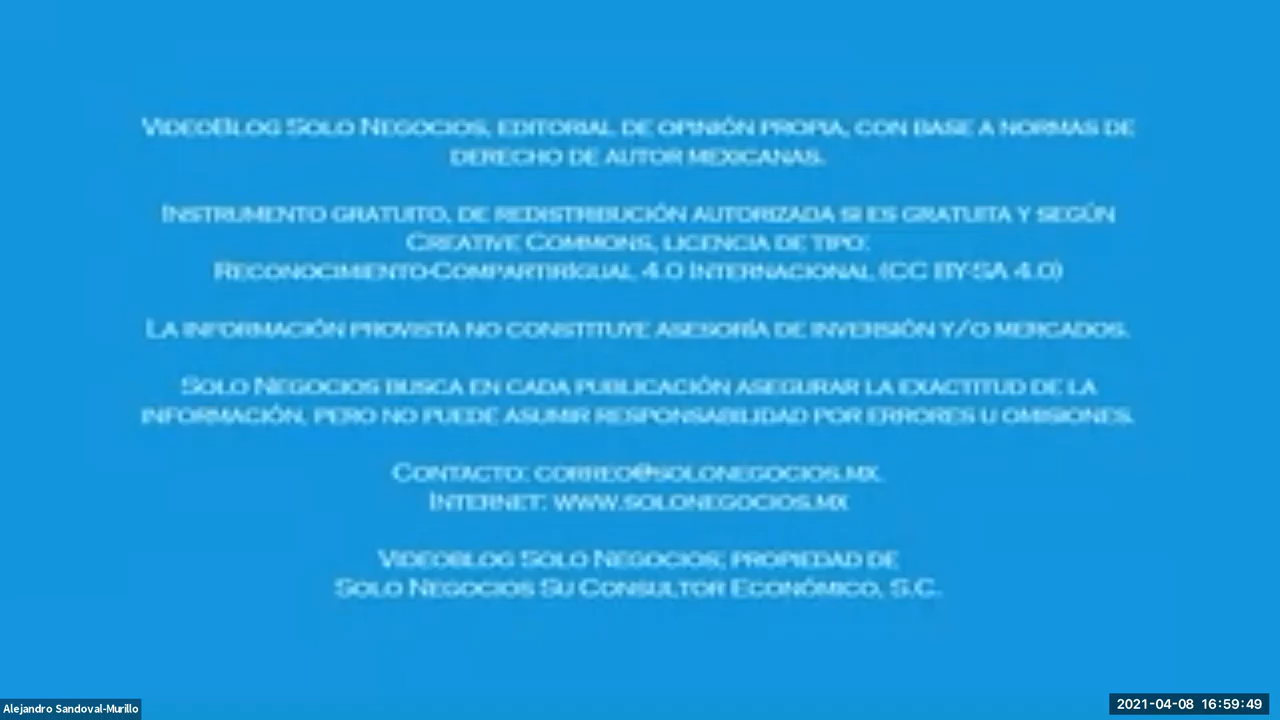 VideoBlog Solo Negocios, editorial de opinión propia, con base a normas de
derecho de autor mexicanas.
Instrumento gratuito, de redistribución autorizada si es gratuita y según
Creative Commons, licencia de tipo:
Reconocimiento-CompartirIgual 4.0 Internacional (CC BY-SA 4.0)
La información provista no constituye asesoría de inversión y/o mercados.
Solo Negocios busca en cada publicación asegurar la exactitud de la
información, pero no puede asumir responsabilidad por errores u omisiones.
Contacto: correo@solonegocios.mx.
Internet: www.solonegocios.mx
Videoblog Solo Negocios; propiedad de
Solo Negocios Su Consultor Económico, S.C.
Alejandro Sandoval-Murillo
2021-04-08 16:59:49